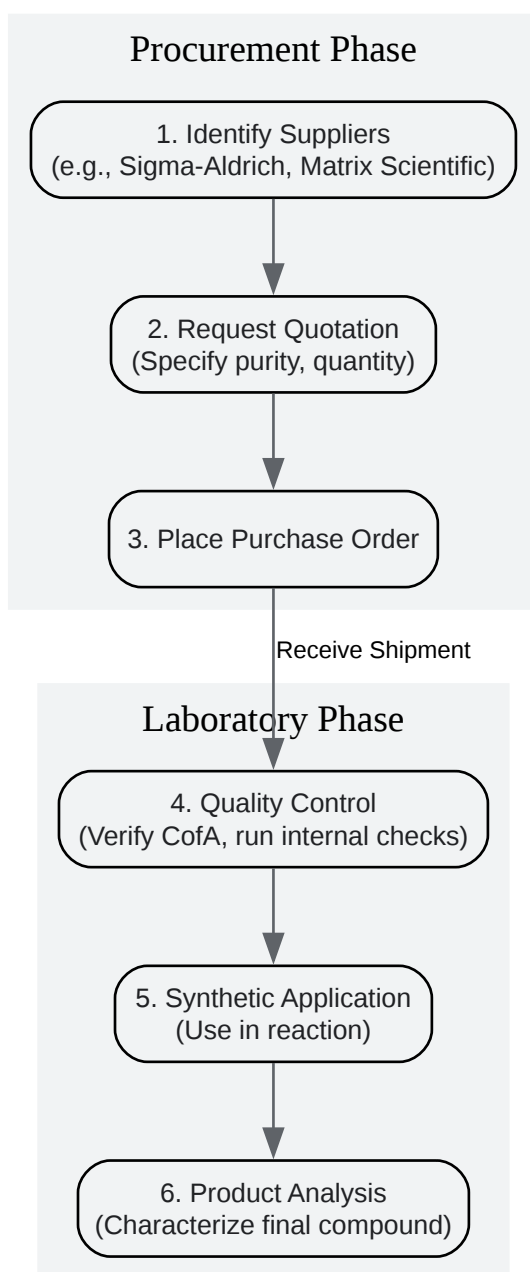 Procurement Phase
1. Identify Suppliers
(e.g., Sigma-Aldrich, Matrix Scientific)
2. Request Quotation
(Specify purity, quantity)
3. Place Purchase Order
Receive Shipment
Laboratory Phase
4. Quality Control
(Verify CofA, run internal checks)
5. Synthetic Application
(Use in reaction)
6. Product Analysis
(Characterize final compound)